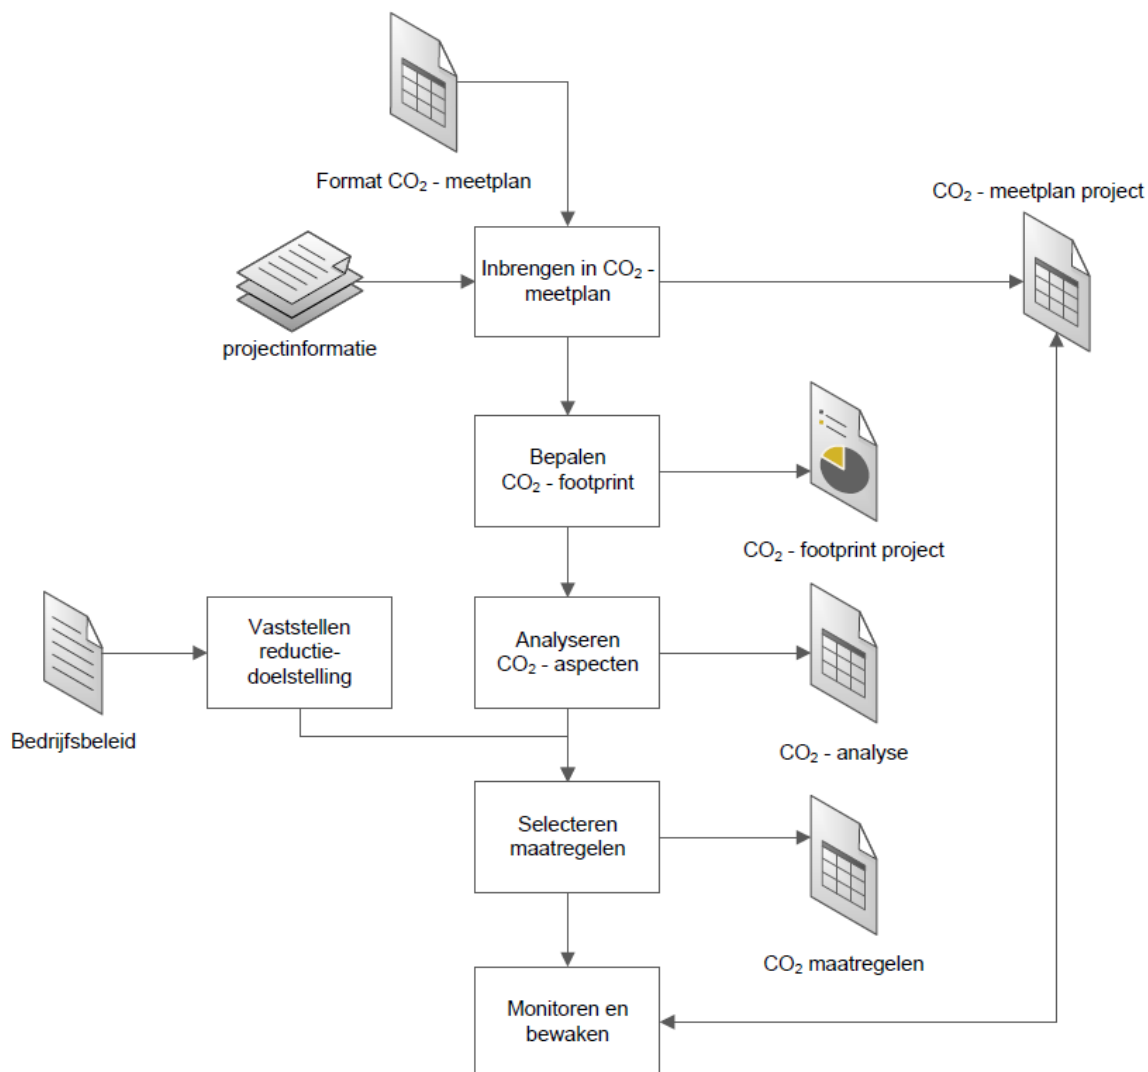 Format CO₂ - meetplan
CO₂ - meetplan project
Inbrengen in CO₂ -
meetplan
projectinformatie
Bepalen
CO₂ - footprint
CO₂ - footprint project
Vaststellen
reductie-
doelstelling
Analyseren
CO₂ - aspecten
Bedrijfsbeleid
CO₂ - analyse
Selecteren
maatregelen
CO₂ maatregelen
Monitoren en
bewaken